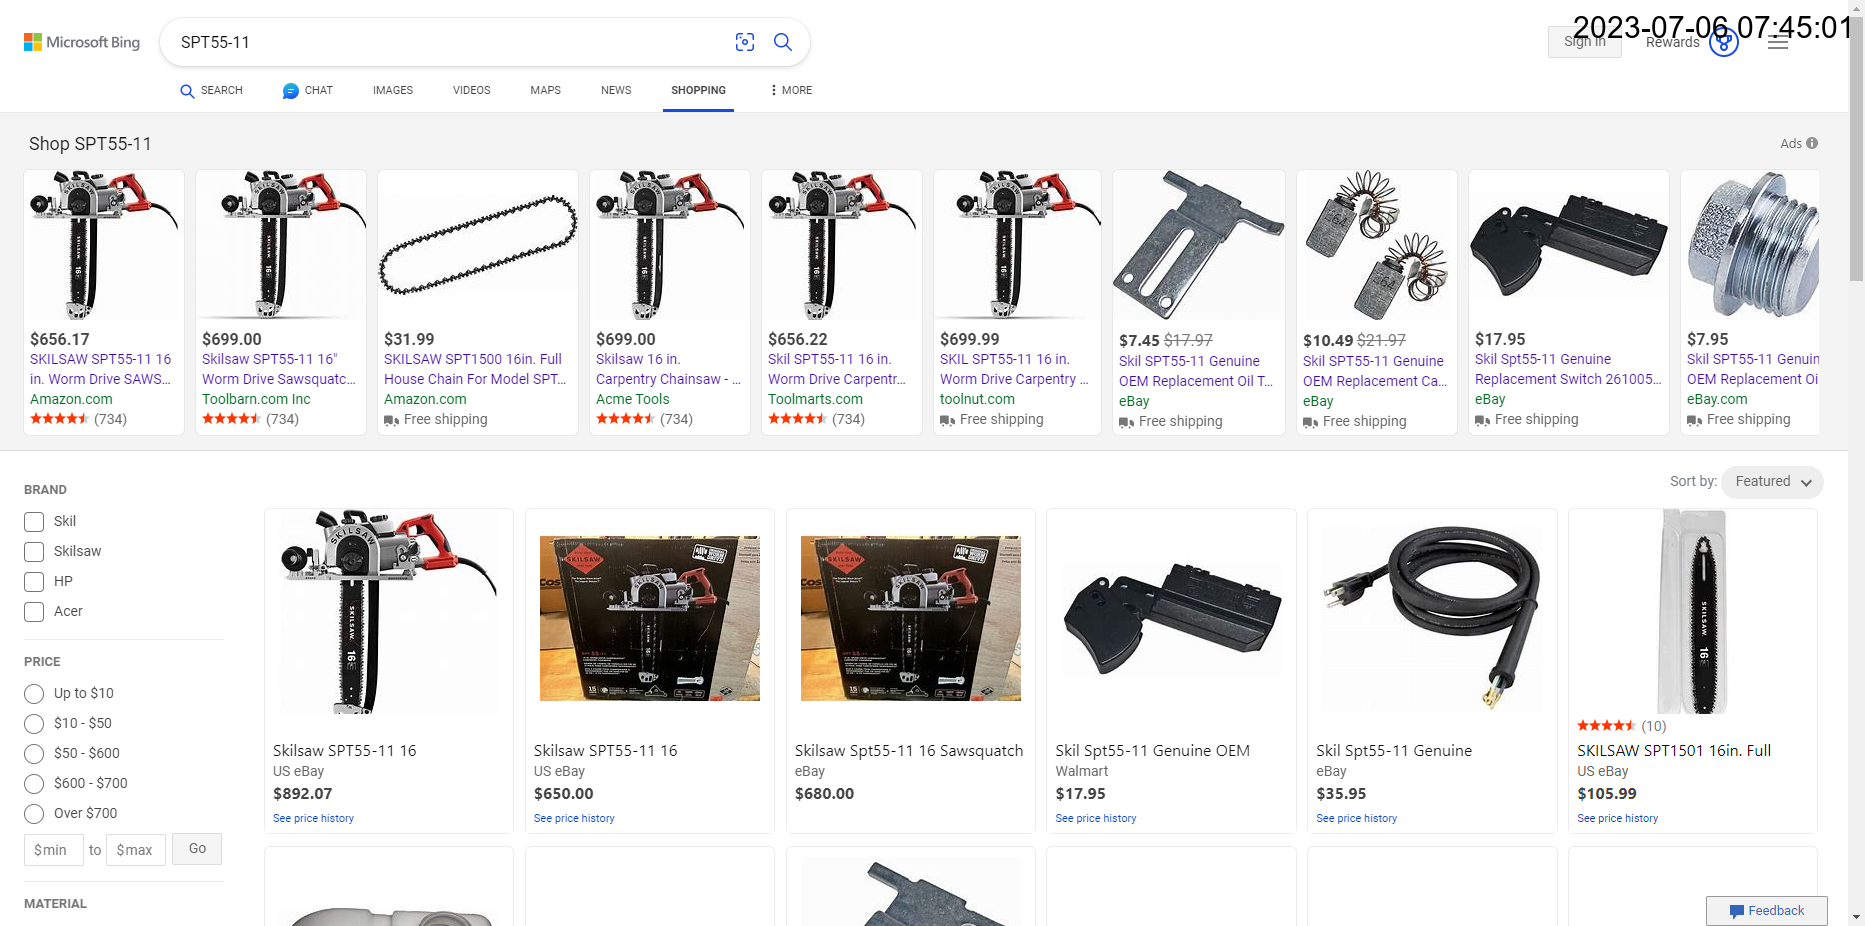 Microsoft Bing
SPT55-11
Sign in
Rewards
2023-07-06 07:45:01
SEARCH
CHAT
IMAGES
VIDEOS
MAPS
NEWS
SHOPPING
MORE
Shop SPT55-11
Ads
$656.17
SKILSAW SPT55-11 16
in. Worm Drive SAWS...
Amazon.com
(734)
$699.00
Skilsaw SPT55-11 16"
Worm Drive Sawsquatc...
Toolbarn.com Inc
(734)
$31.99
SKILSAW SPT1500 16in. Full
House Chain For Model SPT...
Amazon.com
Free shipping
$699.00
Skilsaw 16 in.
Carpentry Chainsaw - ...
Acme Tools
(734)
$656.22
Skil SPT55-11 16 in.
Worm Drive Carpentr...
Toolmarts.com
(734)
$699.99
SKIL SPT55-11 16 in.
Worm Drive Carpentry ...
toolnut.com
Free shipping
$7.45 $17.97
Skil SPT55-11 Genuine
OEM Replacement Oil T...
eBay
Free shipping
$10.49 $21.97
Skil SPT55-11 Genuine
OEM Replacement Ca...
eBay
Free shipping
$17.95
Skil Spt55-11 Genuine
Replacement Switch 261005...
eBay
Free shipping
$7.95
Skil SPT55-11 Genuin
OEM Replacement Oi
eBay.com
Free shipping
Sort by: Featured
BRAND
Skil
Skilsaw
HP
Acer
PRICE
Up to $10
$10 - $50
$50 - $600
$600 - $700
Over $700
$min to $max Go
MATERIAL
SKILSAW
SKILSAW
16
Skilsaw SPT55-11 16
US eBay
$892.07
See price history
SKILSAW
Skilsaw SPT55-11 16
US eBay
$650.00
See price history
SKILSAW
Skilsaw Spt55-11 16 Sawsquatch
eBay
$680.00
Skil Spt55-11 Genuine OEM
Walmart
$17.95
See price history
Skil Spt55-11 Genuine
eBay
$35.95
See price history
SKILSAW
16
(10)
SKILSAW SPT1501 16in. Full
US eBay
$105.99
See price history
Feedback